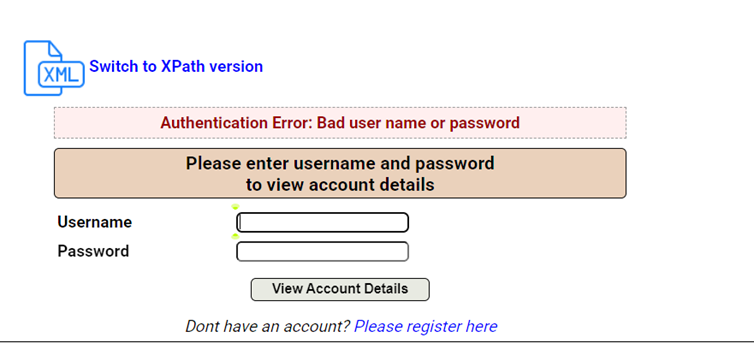 XML
Switch to XPath version
Authentication Error: Bad user name or password
Please enter username and password
to view account details
Username
Password
View Account Details
Dont have an account? Please register here